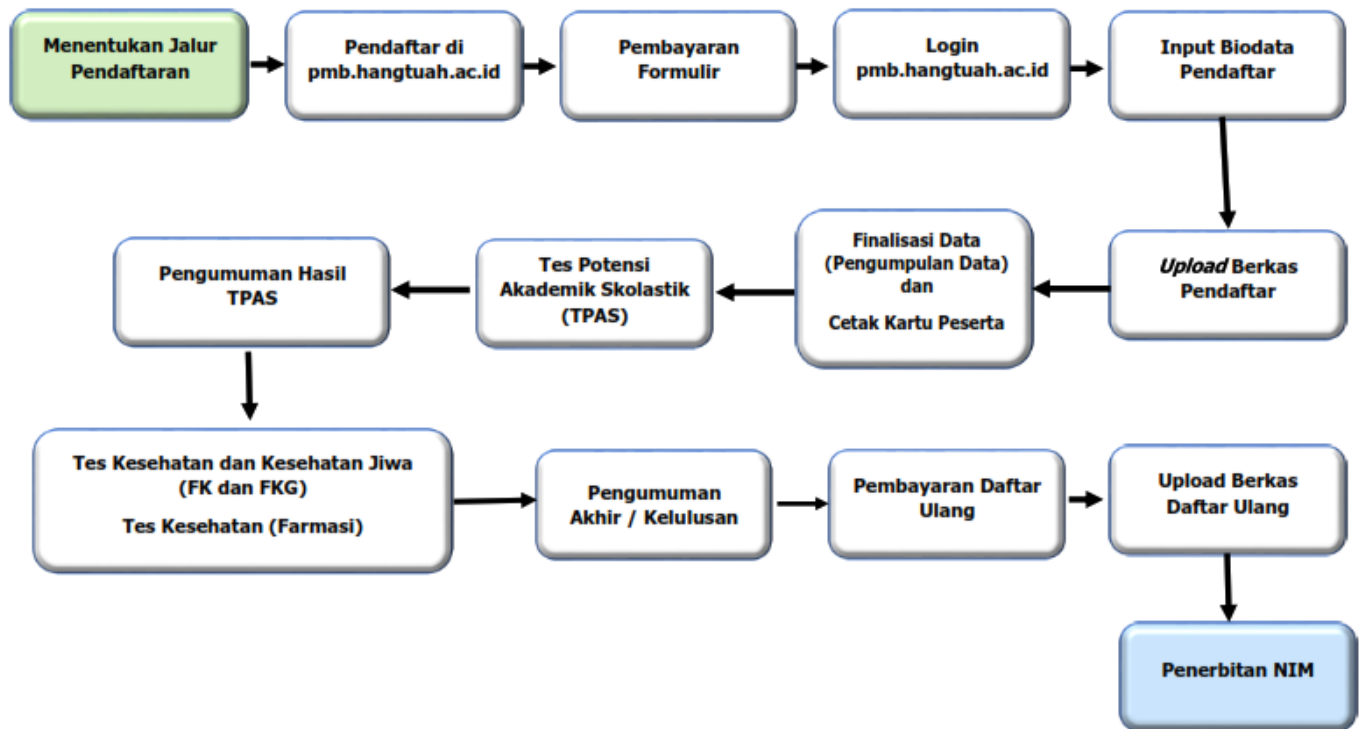 Menentukan Jalur
Pendaftaran
Pendaftar di
pmb.hangtuah.ac.id
Pembayaran
Formulir
Login
pmb.hangtuah.ac.id
Input Biodata
Pendaftar
Upload Berkas
Pendaftar
Finalisasi Data
(Pengumpulan Data)
dan
Cetak Kartu Peserta
Tes Potensi
Akademik Skolastik
(TPAS)
Pengumuman Hasil
TPAS
Tes Kesehatan dan Kesehatan Jiwa
(FK dan FKG)
Tes Kesehatan (Farmasi)
Pengumuman
Akhir / Kelulusan
Pembayaran Daftar
Ulang
Upload Berkas
Daftar Ulang
Penerbitan NIM